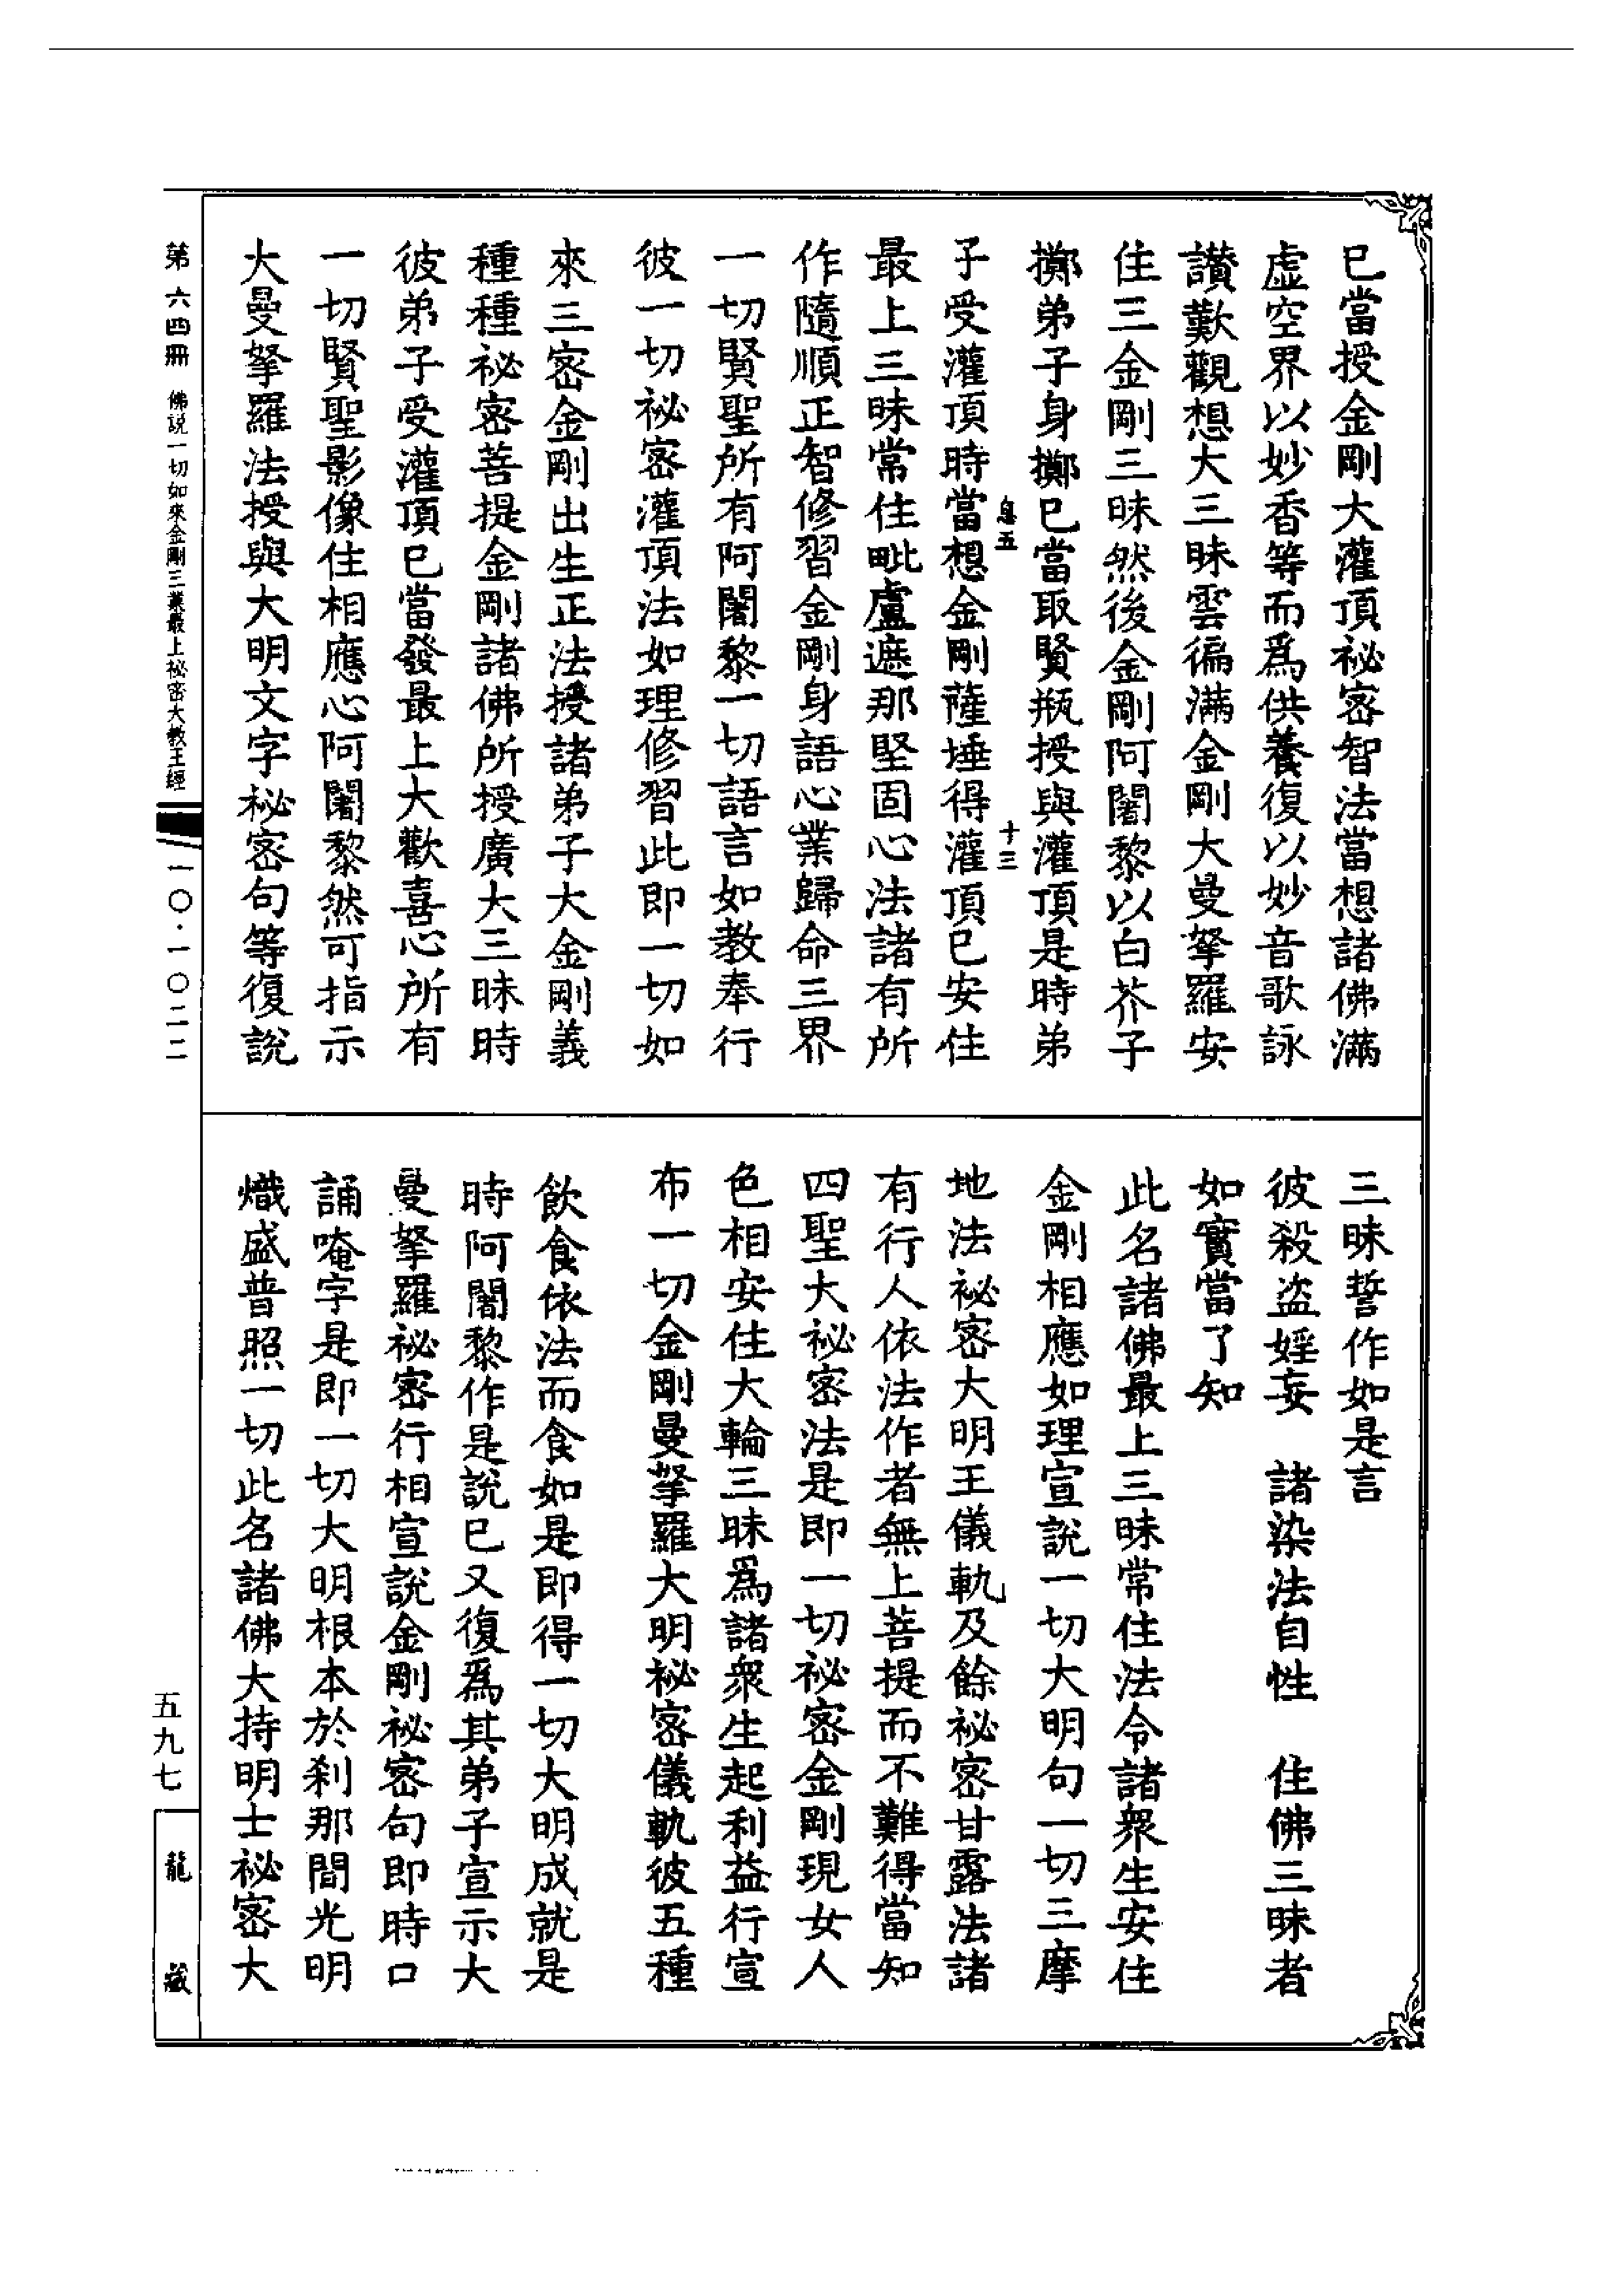 已當授金剛大灌頂祕密智法當想諸佛滿
虛空界以妙香等而爲供養復以妙音歌詠
讚歎觀想大三昧雲徧滿金剛大曼拏羅安
住三金剛三昧然後金剛阿闍黎以白芥子
擲弟子身擲已當取賢瓶授與灌頂是時弟
息五 十三
子受灌頂時當想金剛薩埵得灌頂已安住
最上三昧常住毗盧遮那堅固心法諸有所
作隨順正智修習金剛身語心業歸命三界
一切賢聖所有阿闍黎一切語言如教奉行
彼一切祕密灌頂法如理修習此即一切如
來三密金剛出生正法授諸弟子大金剛義
種種祕密菩提金剛諸佛所授廣大三昧時
彼弟子受灌頂已當發最上大歡喜心所有
一切賢聖影像住相應心阿闍黎然可指示
大曼拏羅法授與大明文字祕密句等復說
三昧誓作如是言
彼殺盜婬妄　諸染法自性　住佛三昧者
如實當了知
此名諸佛最上三昧常住法令諸衆生安住
金剛相應如理宣說一切大明句一切三摩
地法祕密大明王儀軌及餘祕密甘露法諸
有行人依法作者無上菩提而不難得當知
四聖大祕密法是即一切祕密金剛現女人
色相安住大輪三昧爲諸衆生起利益行宣
布一切金剛曼拏羅大明祕密儀軌彼五種
飲食依法而食如是即得一切大明成就是
時阿闍黎作是說已又復爲其弟子宣示大
曼拏羅祕密行相宣說金剛祕密句即時口
誦唵字是即一切大明根本於刹那間光明
熾盛普照一切此名諸佛大持明士祕密大
第六四冊 佛說一切如來金剛三業最上祕密大教王經
一〇·一〇二二
五九七
龍藏